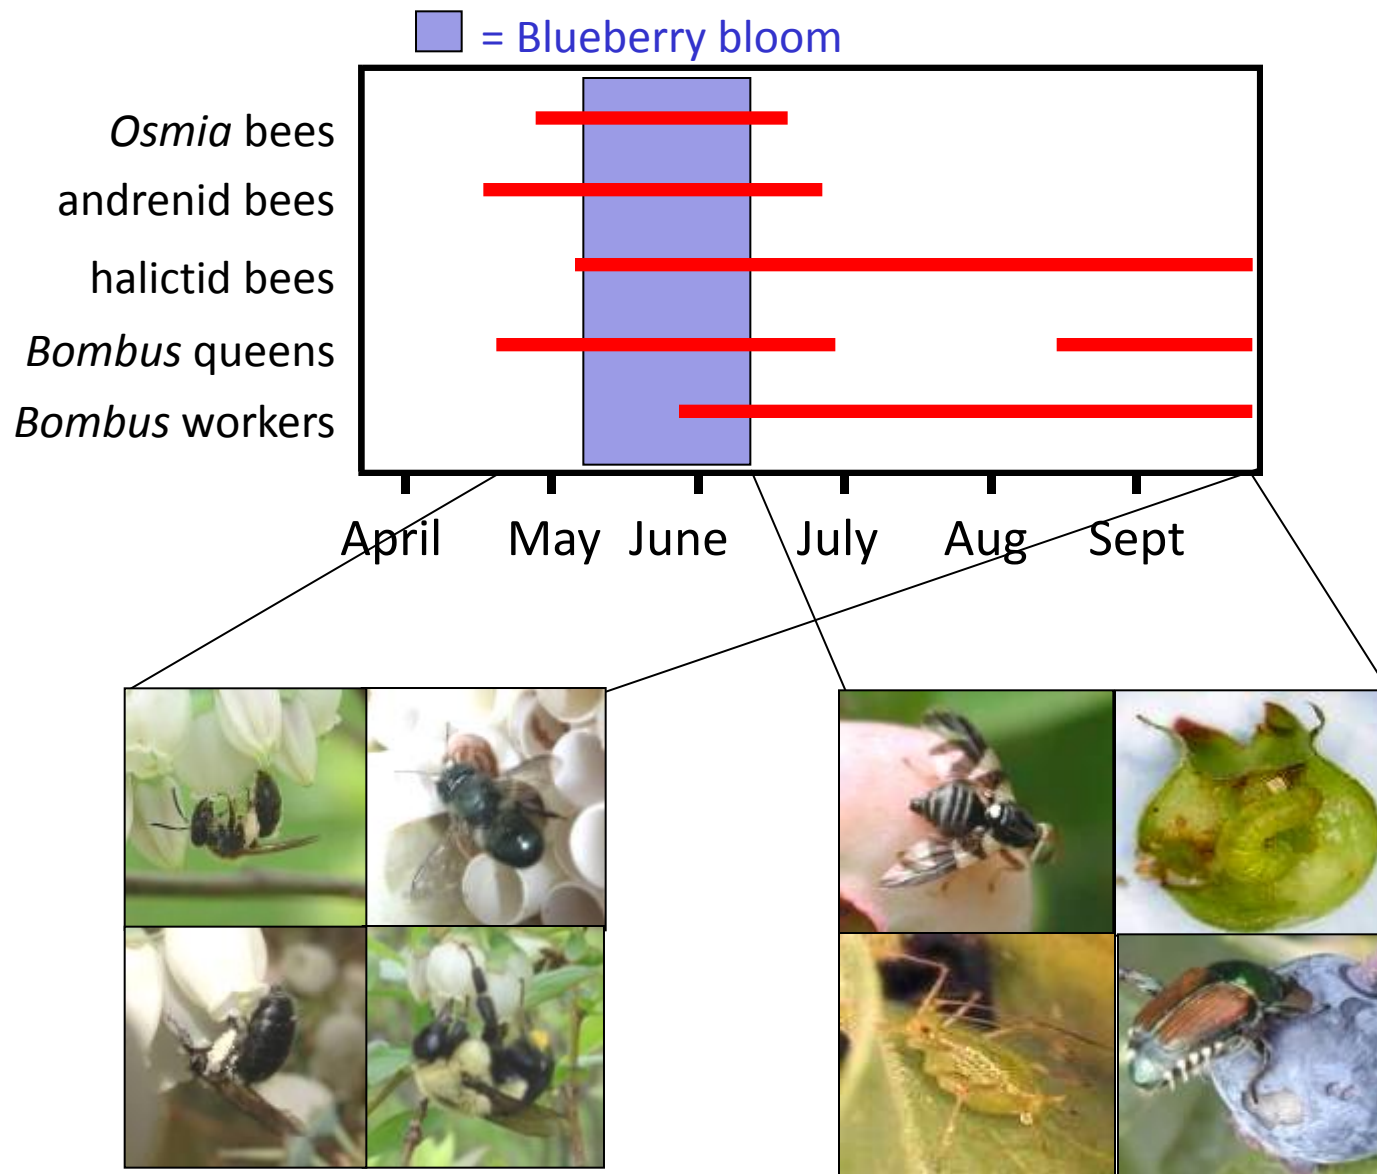 = Blueberry bloom
Osmia bees
andrenid bees
halictid bees
Bombus queens
Bombus workers
April May June July Aug Sept